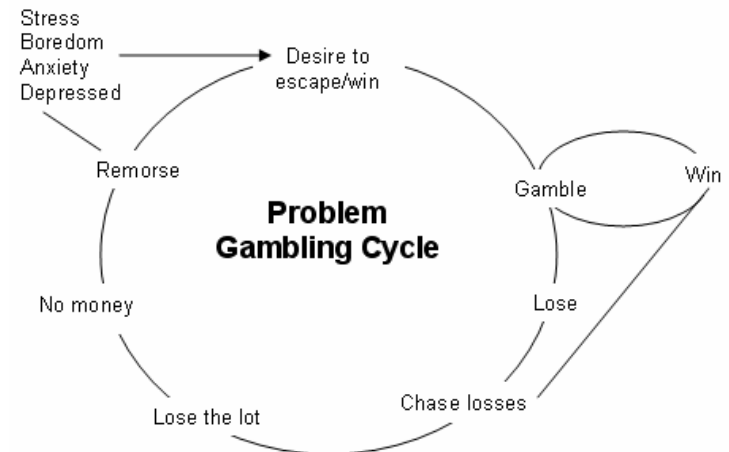 Stress
Boredom
Anxiety
Depressed
Desire to
escape/win
Gamble
Win
Lose
Chase losses
Lose the lot
No money
Remorse
Problem
Gambling Cycle